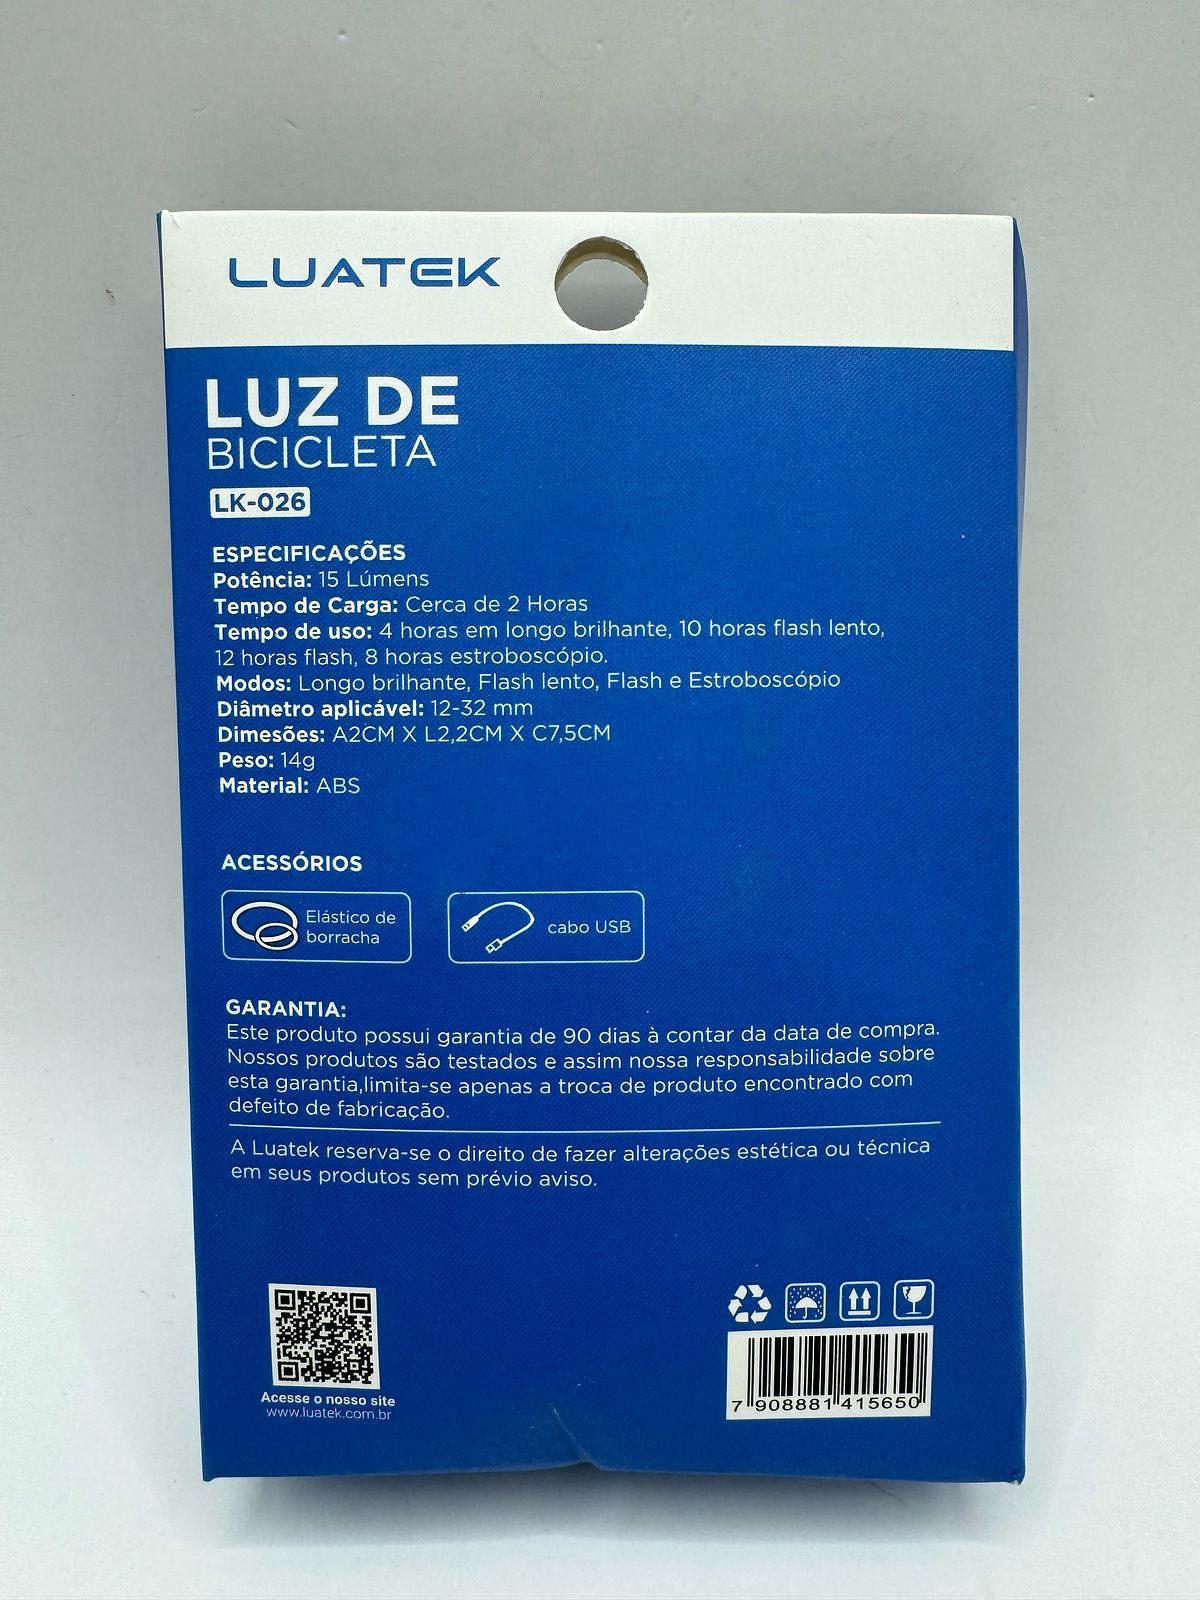 LUATEK
LUZ DE
BICICLETA
LK-026
ESPECIFICAÇÕES
Potência: 15 Lúmens
Tempo de Carga: Cerca de 2 Horas
Tempo de uso: 4 horas em longo brilhante, 10 horas flash lento,
12 horas flash, 8 horas estroboscópio.
Modos: Longo brilhante, Flash lento, Flash e Estroboscópio
Diâmetro aplicável: 12-32 mm
Dimesões: A2CM X L2,2CM X C7,5CM
Peso: 14g
Material: ABS
ACESSÓRIOS
Elástico de
borracha
cabo USB
GARANTIA:
Este produto possui garantia de 90 dias à contar da data de compra.
Nossos produtos são testados e assim nossa responsabilidade sobre
esta garantia,limita-se apenas a troca de produto encontrado com
defeito de fabricação.
A Luatek reserva-se o direito de fazer alterações estética ou técnica
em seus produtos sem prévio aviso.
Acesse o nosso site
www.luatek.com.br
7 908881 415650